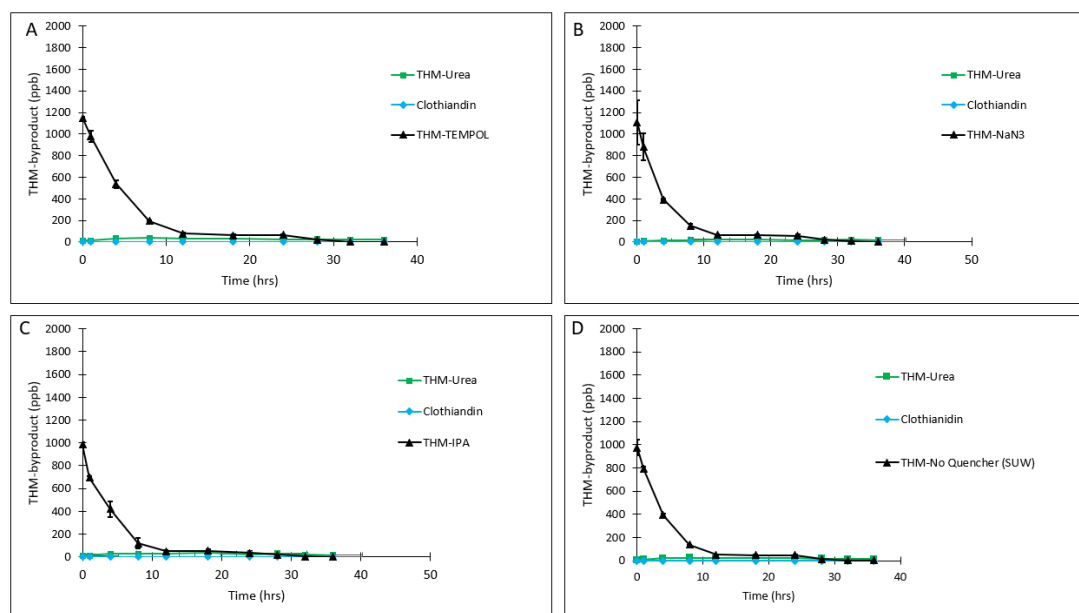 A
2000
1800
1600
1400
1200
1000
800
600
400
200
0
THM-byproduct (ppb)
0 10 20 30 40
Time (hrs)
THM-Urea
Clothiandin
THM-TEMPOL
B
2000
1800
1600
1400
1200
1000
800
600
400
200
0
THM-byproduct (ppb)
0 10 20 30 40 50
Time (hrs)
THM-Urea
Clothiandin
THM-NaN3
C
2000
1800
1600
1400
1200
1000
800
600
400
200
0
THM-byproduct (ppb)
0 10 20 30 40 50
Time (hrs)
THM-Urea
Clothiandin
THM-IPA
D
2000
1800
1600
1400
1200
1000
800
600
400
200
0
THM-byproduct (ppb)
0 10 20 30 40
Time (hrs)
THM-Urea
Clothianidin
THM-No Quencher (SUW)